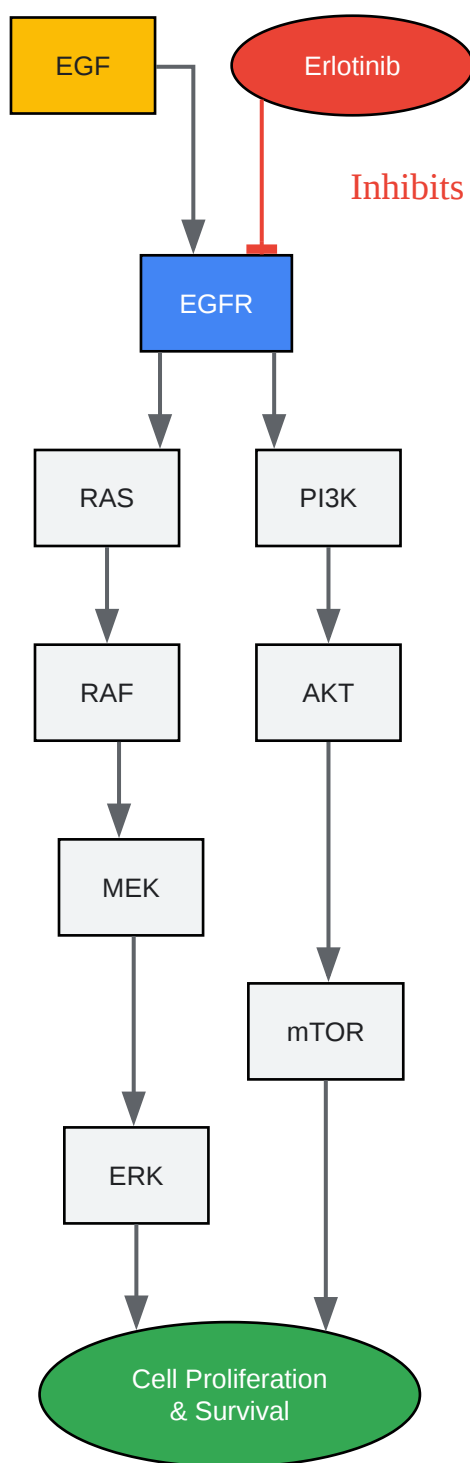 EGF
Erlotinib
Inhibits
EGFR
RAS
PI3K
RAF
AKT
MEK
mTOR
ERK
Cell Proliferation
& Survival